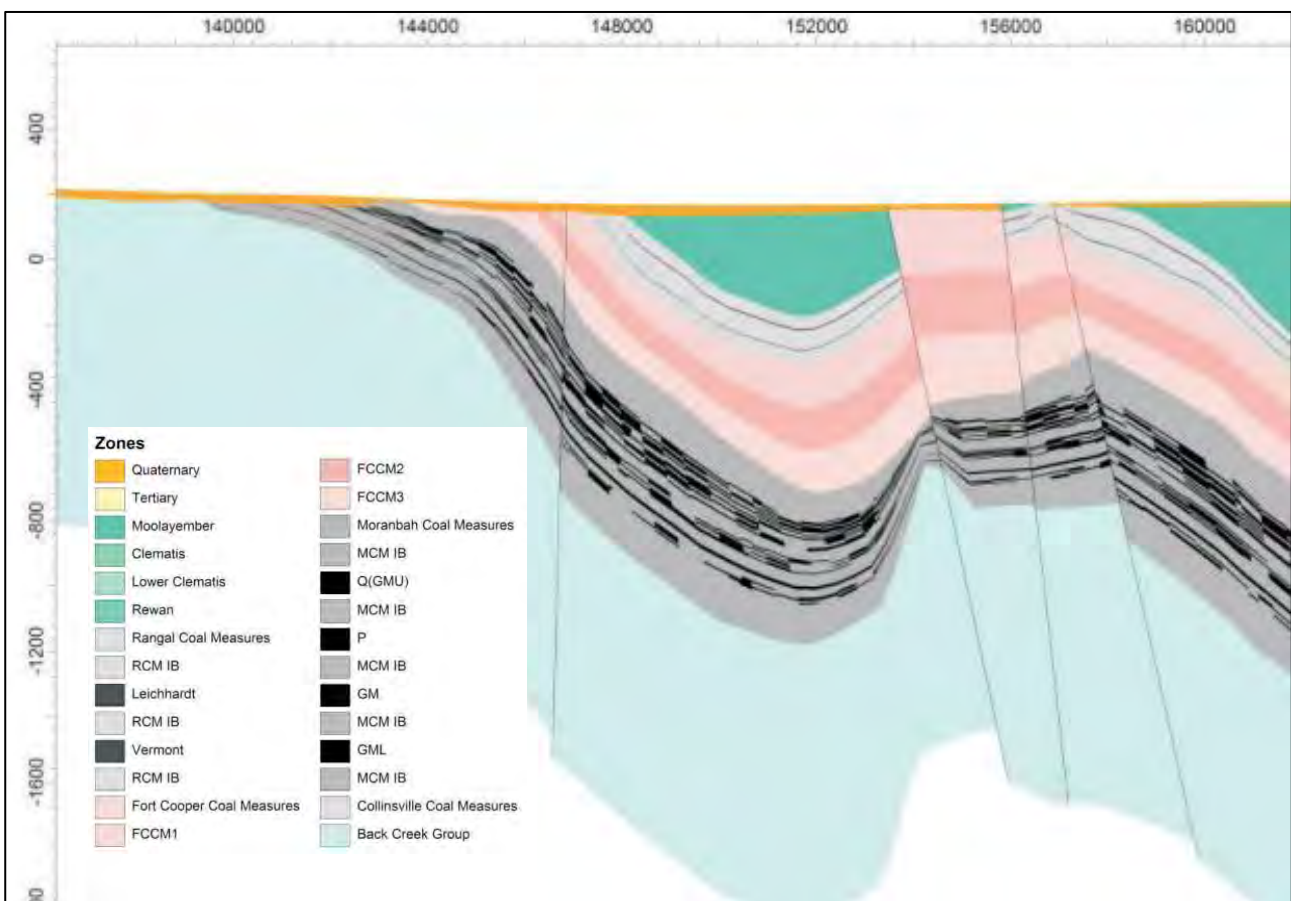 140000 144000 148000 152000 156000 160000
400
0
-400
-800
-1200
-1600
Zones
Quaternary
Tertiary
Moolayember
Clematis
Lower Clematis
Rewan
Rangal Coal Measures
RCM IB
Leichhardt
RCM IB
Vermont
RCM IB
Fort Cooper Coal Measures
FCCM1
FCCM2
FCCM3
Moranbah Coal Measures
MCM IB
Q(GMU)
MCM IB
P
MCM IB
GM
MCM IB
GML
MCM IB
Collinsville Coal Measures
Back Creek Group